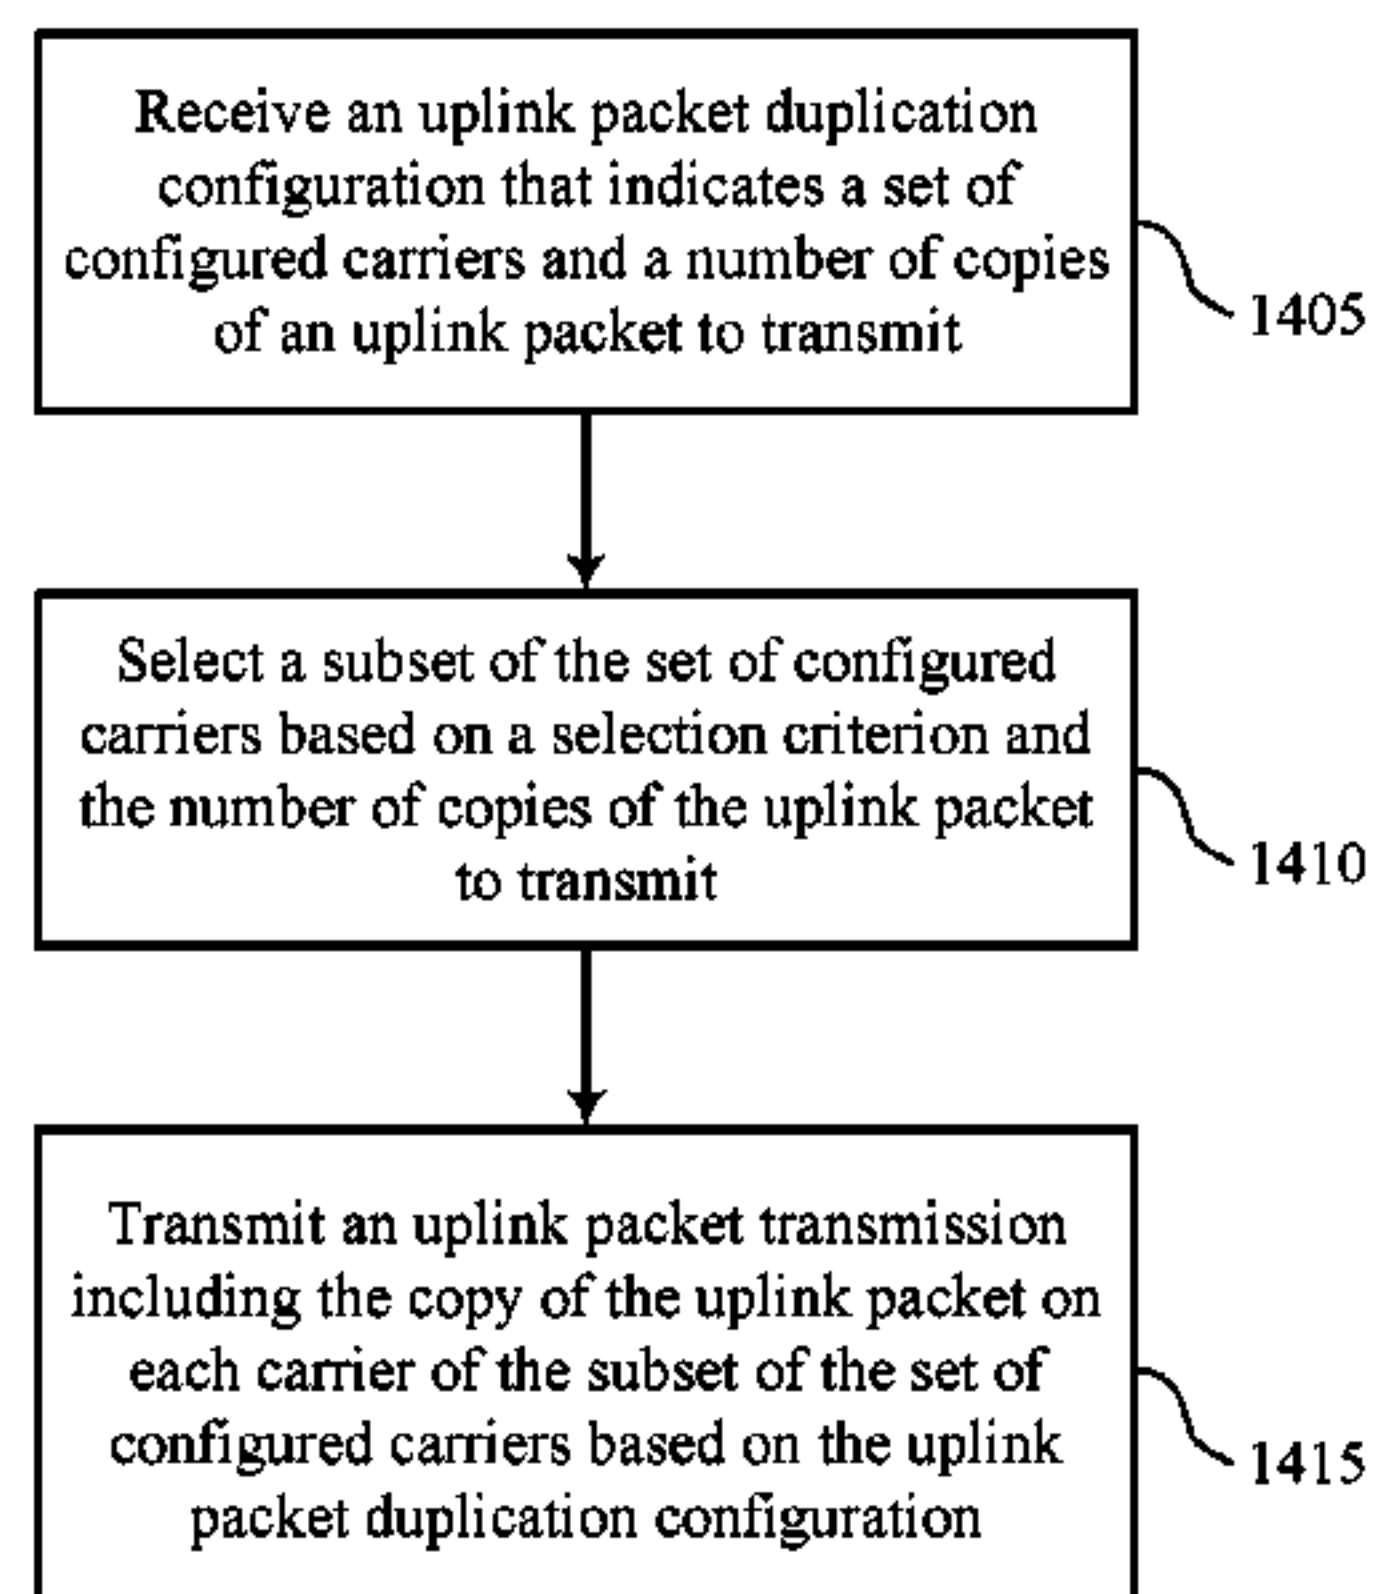 Receive an uplink packet duplication
configuration that indicates a set of
configured carriers and a number of copies
of an uplink packet to transmit
1405
Select a subset of the set of configured
carriers based on a selection criterion and
the number of copies of the uplink packet
to transmit
1410
Transmit an uplink packet transmission
including the copy of the uplink packet on
each carrier of the subset of the set of
configured carriers based on the uplink
packet duplication configuration
1415